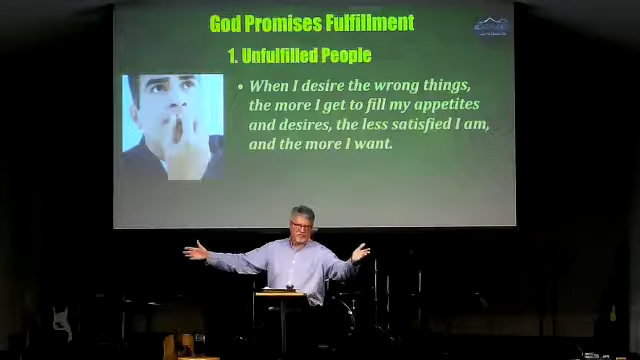 God Promises Fulfillment
1. Unfulfilled People
• When I desire the wrong things,
the more I get to fill my appetites
and desires, the less satisfied I am,
and the more I want.